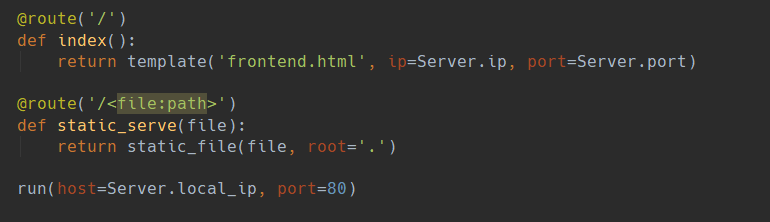 @route('/')
def index():
    return template('frontend.html', ip=Server.ip, port=Server.port)

@route('/<file:path>')
def static_serve(file):
    return static_file(file, root='.')

run(host=Server.local_ip, port=80)